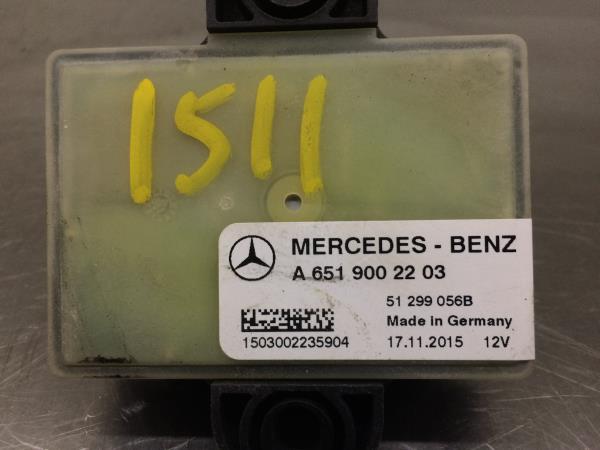 1511
MERCEDES - BENZ
A 651 900 22 03
51 299 056B
Made in Germany
1503002235904 17.11.2015 12V